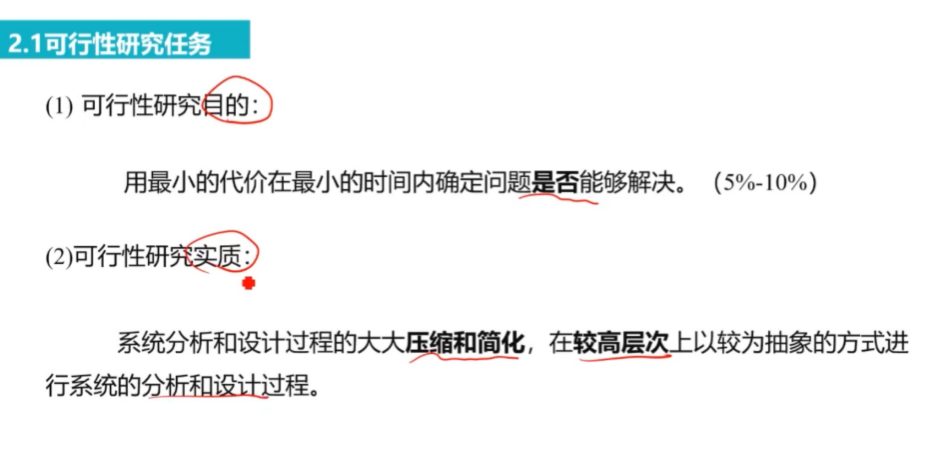 2.1可行性研究任务
(1) 可行性研究目的：
用最小的代价在最小的时间内确定问题是否能够解决。（5%-10%）
(2)可行性研究实质：
系统分析和设计过程的大大压缩和简化，在较高层次上以较为抽象的方式进
行系统的分析和设计过程。